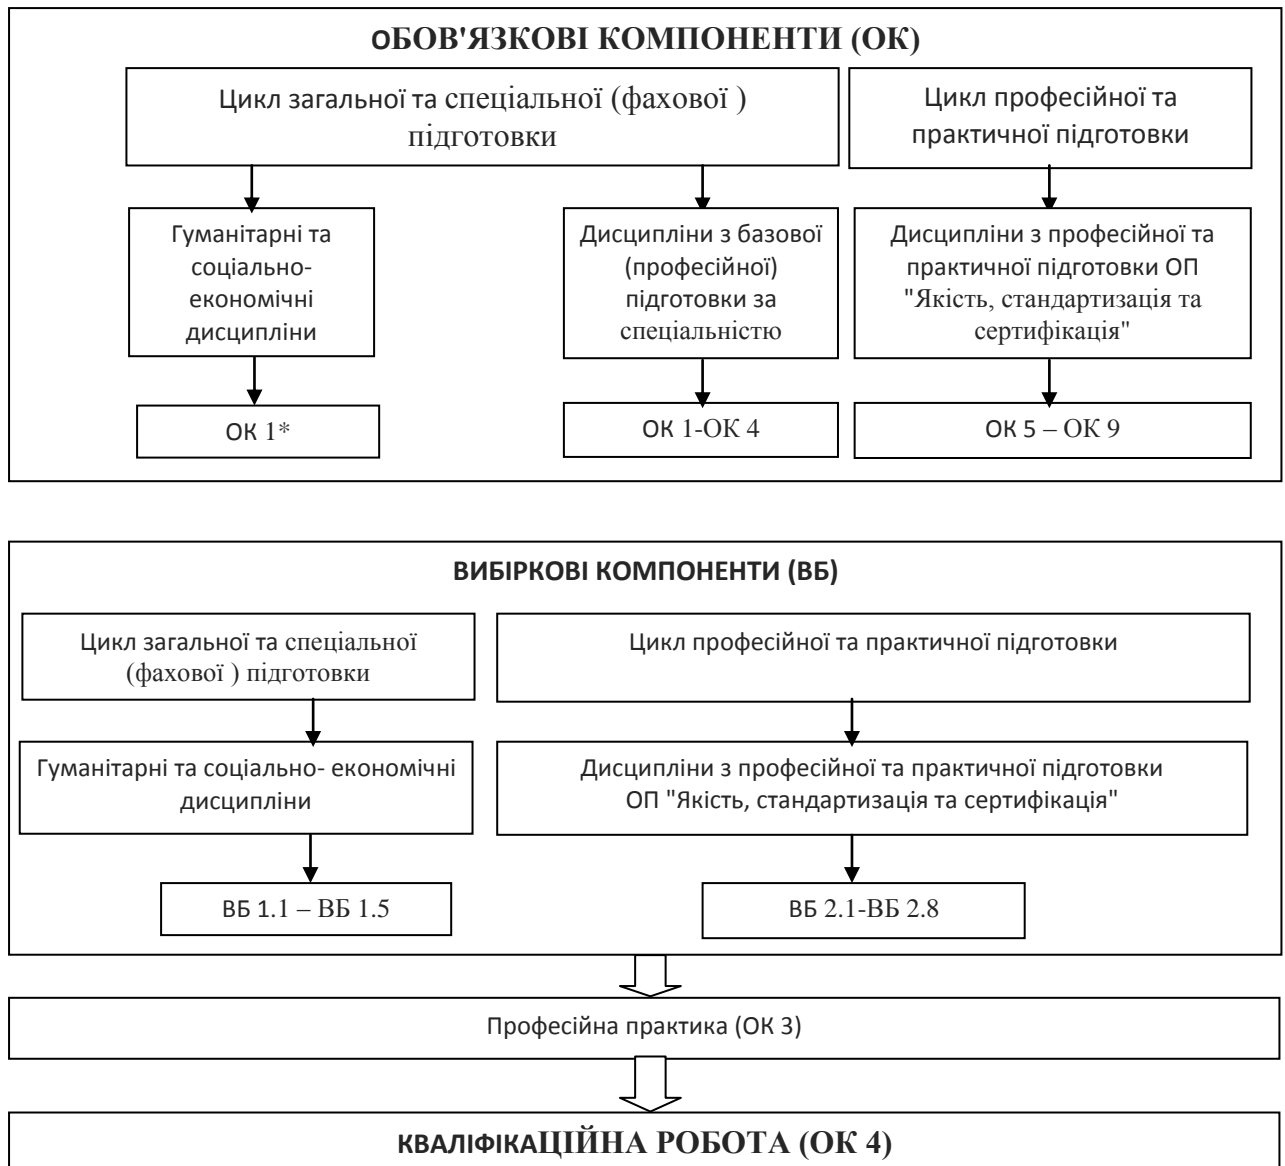 ОБОВ'ЯЗКОВІ КОМПОНЕНТИ (ОК)
Цикл загальної та спеціальної (фахової )
підготовки
Цикл професійної та
практичної підготовки
Гуманітарні та
соціально-
економічні
дисципліни
Дисципліни з базової
(професійної)
підготовки за
спеціальністю
Дисципліни з професійної та
практичної підготовки ОП
"Якість, стандартизація та
сертифікація"
ОК 1*
ОК 1-ОК 4
ОК 5 – ОК 9
ВИБІРКОВІ КОМПОНЕНТИ (ВБ)
Цикл загальної та спеціальної
(фахової ) підготовки
Цикл професійної та практичної підготовки
Гуманітарні та соціально- економічні
дисципліни
Дисципліни з професійної та практичної підготовки
ОП "Якість, стандартизація та сертифікація"
ВБ 1.1 – ВБ 1.5
ВБ 2.1-ВБ 2.8
Професійна практика (ОК 3)
КВАЛІФІКАЦІЙНА РОБОТА (ОК 4)